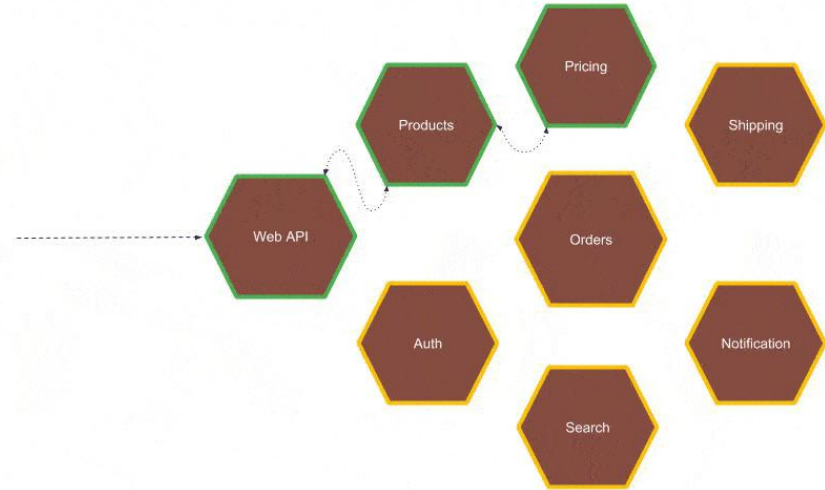 Pricing
Products
Shipping
Web API
Orders
Auth
Notification
Search